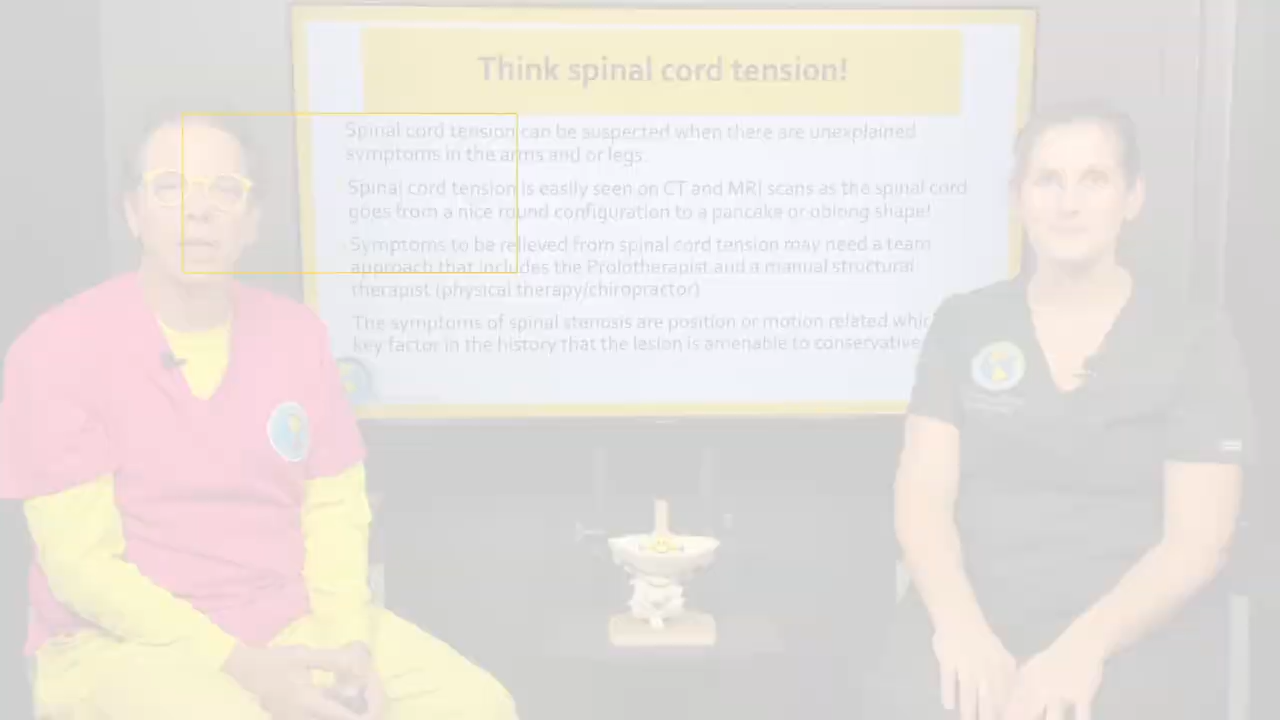 Think spinal cord tension!
Spinal cord tension can be suspected when there are unexplained
symptoms in the arms and or legs.
Spinal cord tension is easily seen on CT and MRI scans as the spinal cord
goes from a nice round configuration to a pancake or oblong shape!
Symptoms to be relieved from spinal cord tension may need a team
approach that includes the Prolotherapist and a manual structural
therapist (physical therapy/chiropractor)
The symptoms of spinal stenosis are position or motion related
key factor in the history that the lesion is amenable to conservative